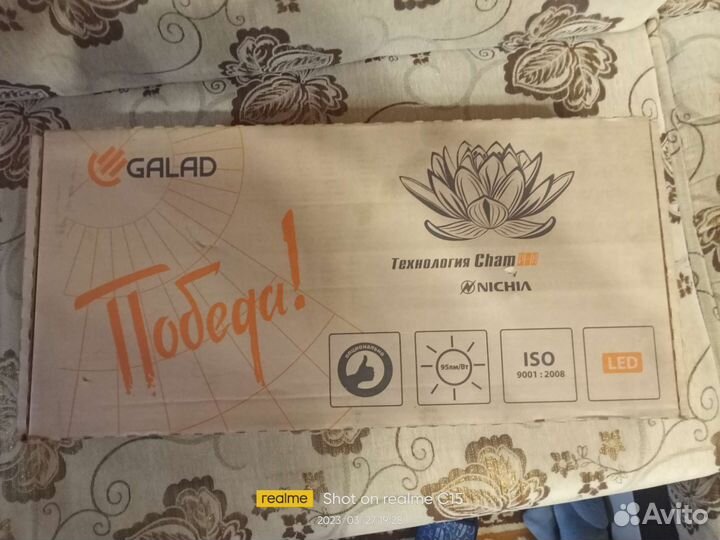 GALAD
Победа!
Технология Cham
NICHIA
опционально
95лм/Вт
ISO
9001 : 2008
LED
realme
Shot on realme C15
2023/03/27 19:28
Avito